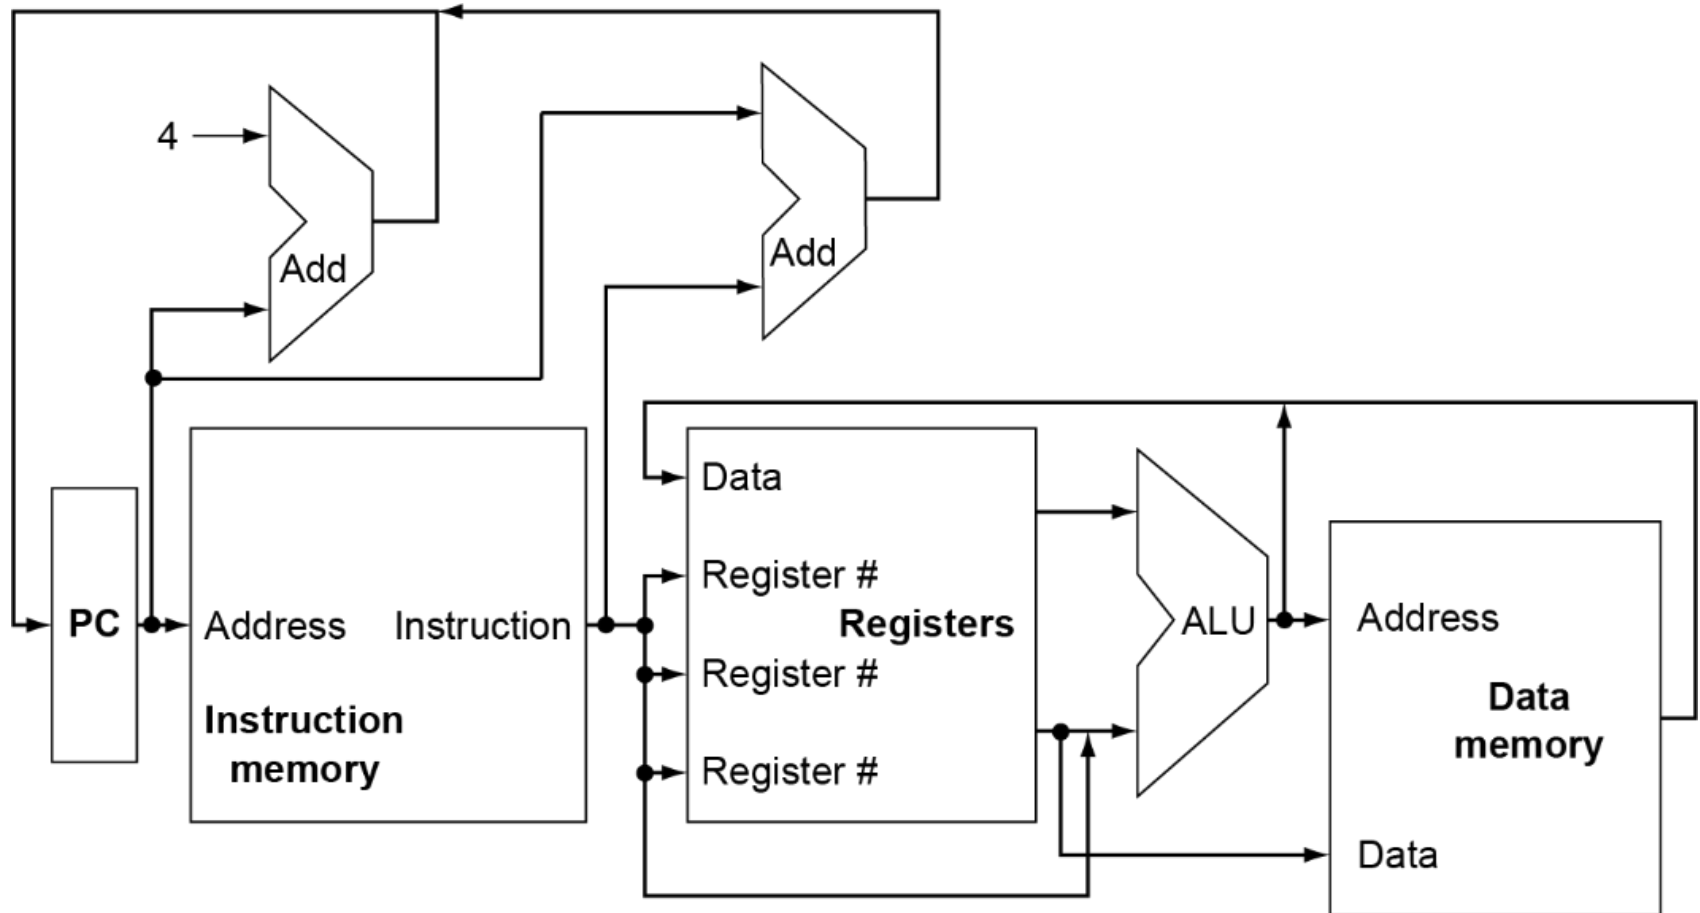 4
Add
Add
Data
Register #
PC
Address
Instruction
Registers
ALU
Address
Register #
Instruction
memory
Data
memory
Register #
Data